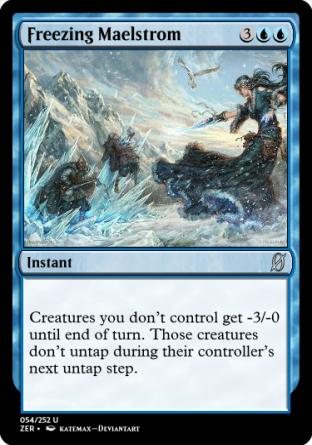 Freezing Maelstrom 3
Instant
Creatures you don't control get -3/-0
until end of turn. Those creatures
don't untap during their controller's
next untap step.
054/252 U
ZER • KATEMAX—DEVIANTART